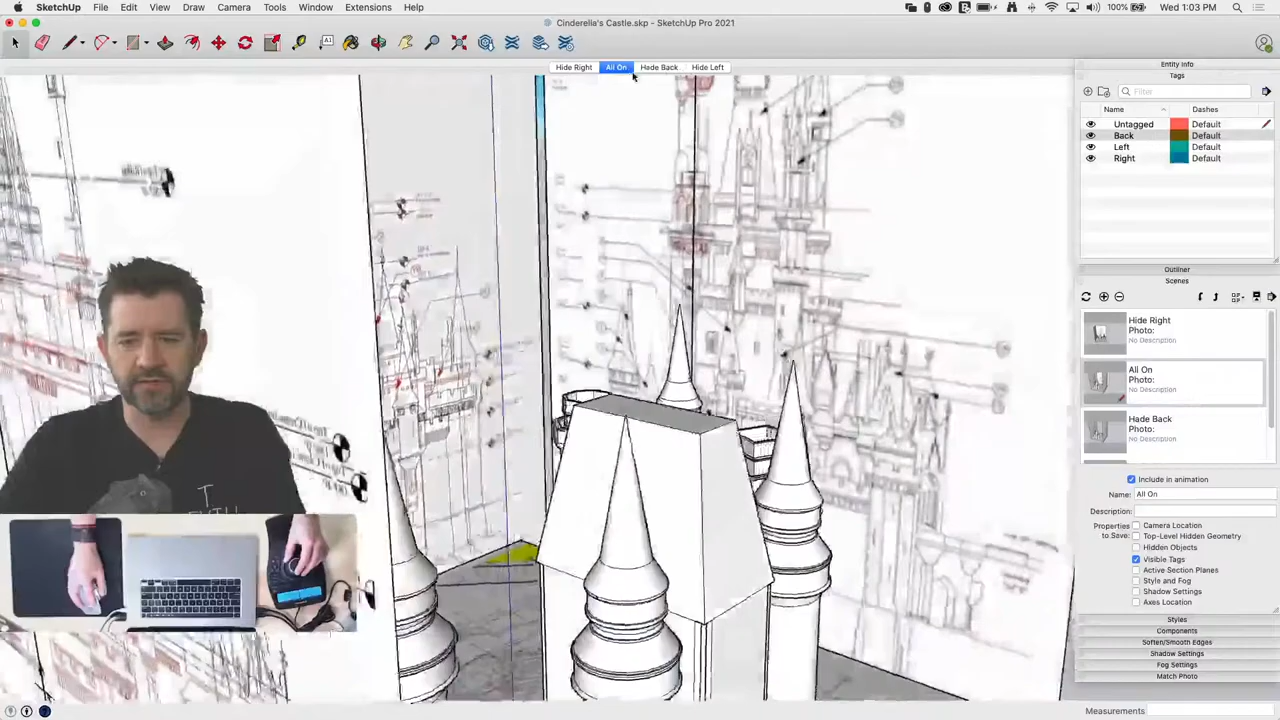 SketchUp File Edit View Draw Camera Tools Window Extensions Help
100% Wed 1:03 PM
Cinderella's Castle.skp - SketchUp Pro 2021
A1
Hide Right All On Hade Back Hide Left
Entity Info
Tags
Filter
Name Dashes
Untagged Default
Back Default
Left Default
Right Default
Outliner
Scenes
Hide Right
Photo:
No Description
All On
Photo:
No Description
Hade Back
Photo:
No Description
Include in animation
Name: All On
Description:
Properties to Save:
Camera Location
Top-Level Hidden Geometry
Hidden Objects
Visible Tags
Active Section Planes
Style and Fog
Shadow Settings
Axes Location
Styles
Components
Soften/Smooth Edges
Shadow Settings
Fog Settings
Match Photo
Measurements